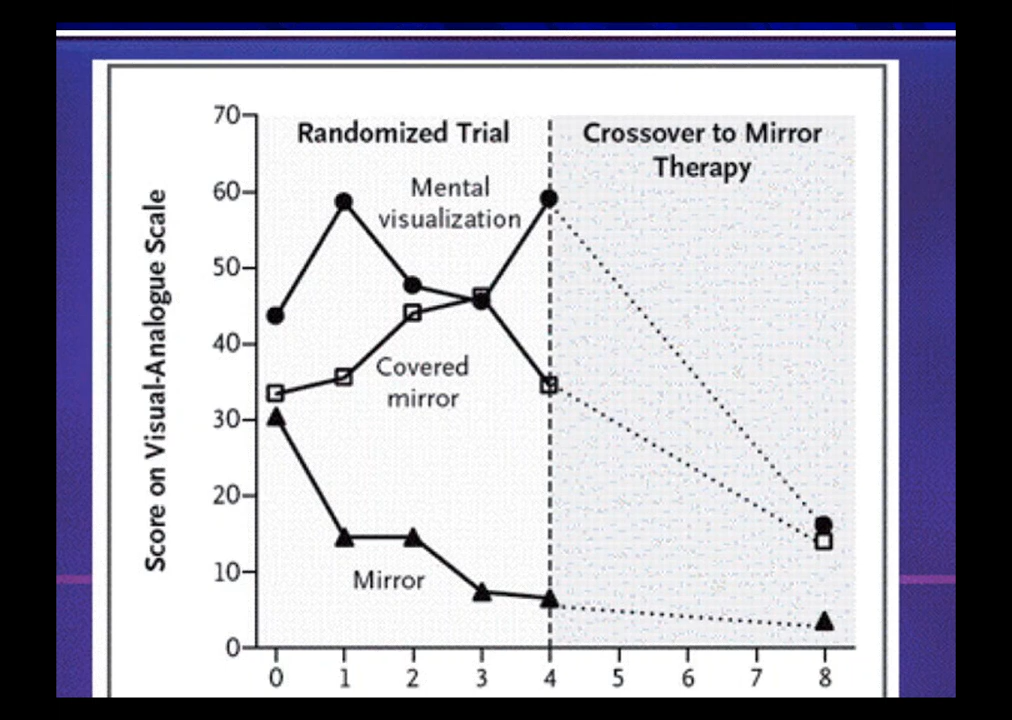 Randomized Trial
Crossover to Mirror
Therapy
Score on Visual-Analogue Scale
70
60
50
40
30
20
10
0
Mental
visualization
Covered
mirror
Mirror
0 1 2 3 4 5 6 7 8